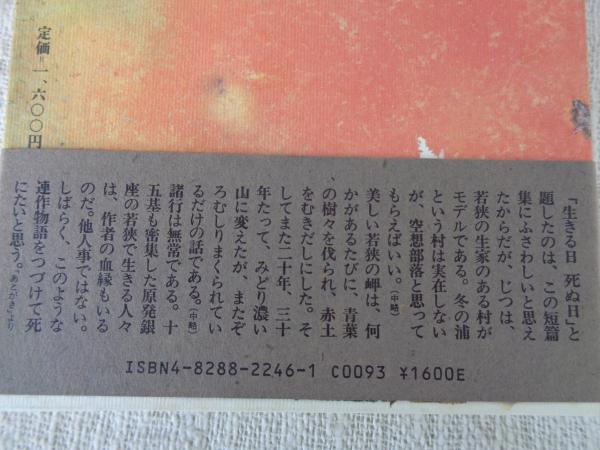 定価＝一、六〇〇円
「生きる日 死ぬ日」と
題したのは、この短篇
集にふさわしいと思え
たからだが、じつは、
若狭の生家のある村が
モデルである。冬の浦
という村は実在しない
が、空想部落と思って
もらえばいい。（中略）
美しい若狭の岬は、何
かがあるたびに、青葉
の樹々を伐られ、赤土
をむきだしにした。そ
してまた二十年、三十
年たって、みどり濃い
山に変えたが、またぞ
ろむしりまくられてい
るだけの話である。（中略）
諸行は無常である。十
五基も密集した原発銀
座の若狭で生きる人々
は、作者の血縁もいる
のだ。他人事ではない。
しばらく、このような
連作物語をつづけて死
にたいと思う。「あとがき」より
ISBN4-8288-2246-1 C0093 ¥1600E